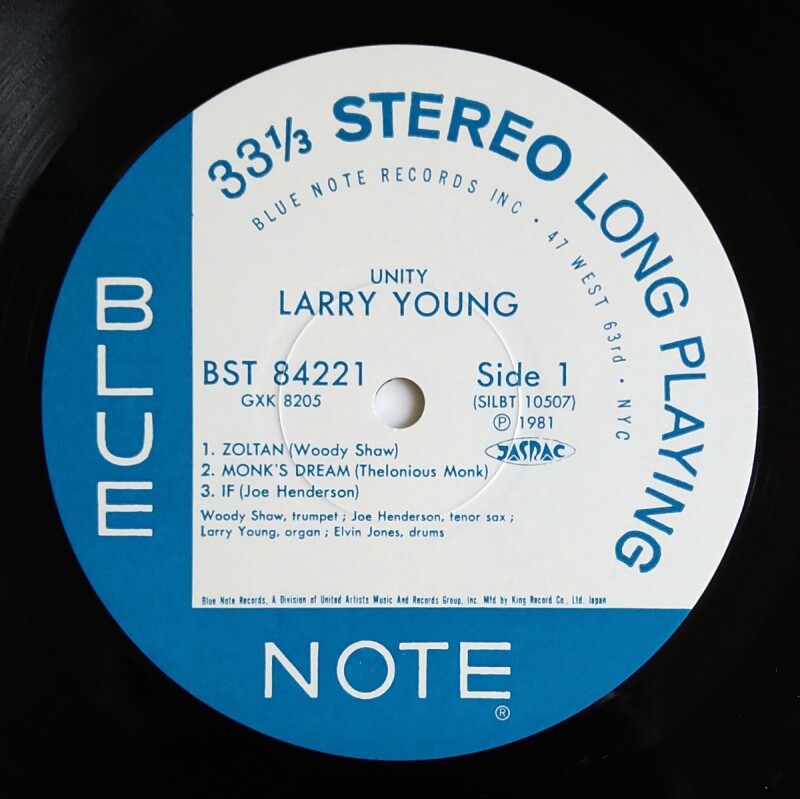 33⅓ STEREO LONG PLAYING
BLUE NOTE RECORDS INC · 47 WEST 63rd · NYC
UNITY
LARRY YOUNG
BST 84221
GXK 8205
Side 1
(SILBT 10507)
Ⓟ 1981
JASRAC
1. ZOLTAN (Woody Shaw)
2. MONK'S DREAM (Thelonious Monk)
3. IF (Joe Henderson)
Woody Shaw, trumpet ; Joe Henderson, tenor sax ;
Larry Young, organ ; Elvin Jones, drums
Blue Note Records, A Division of United Artists Music And Records Group, Inc. Mfd by King Record Co., Ltd. Japan
BLUE
NOTE
®